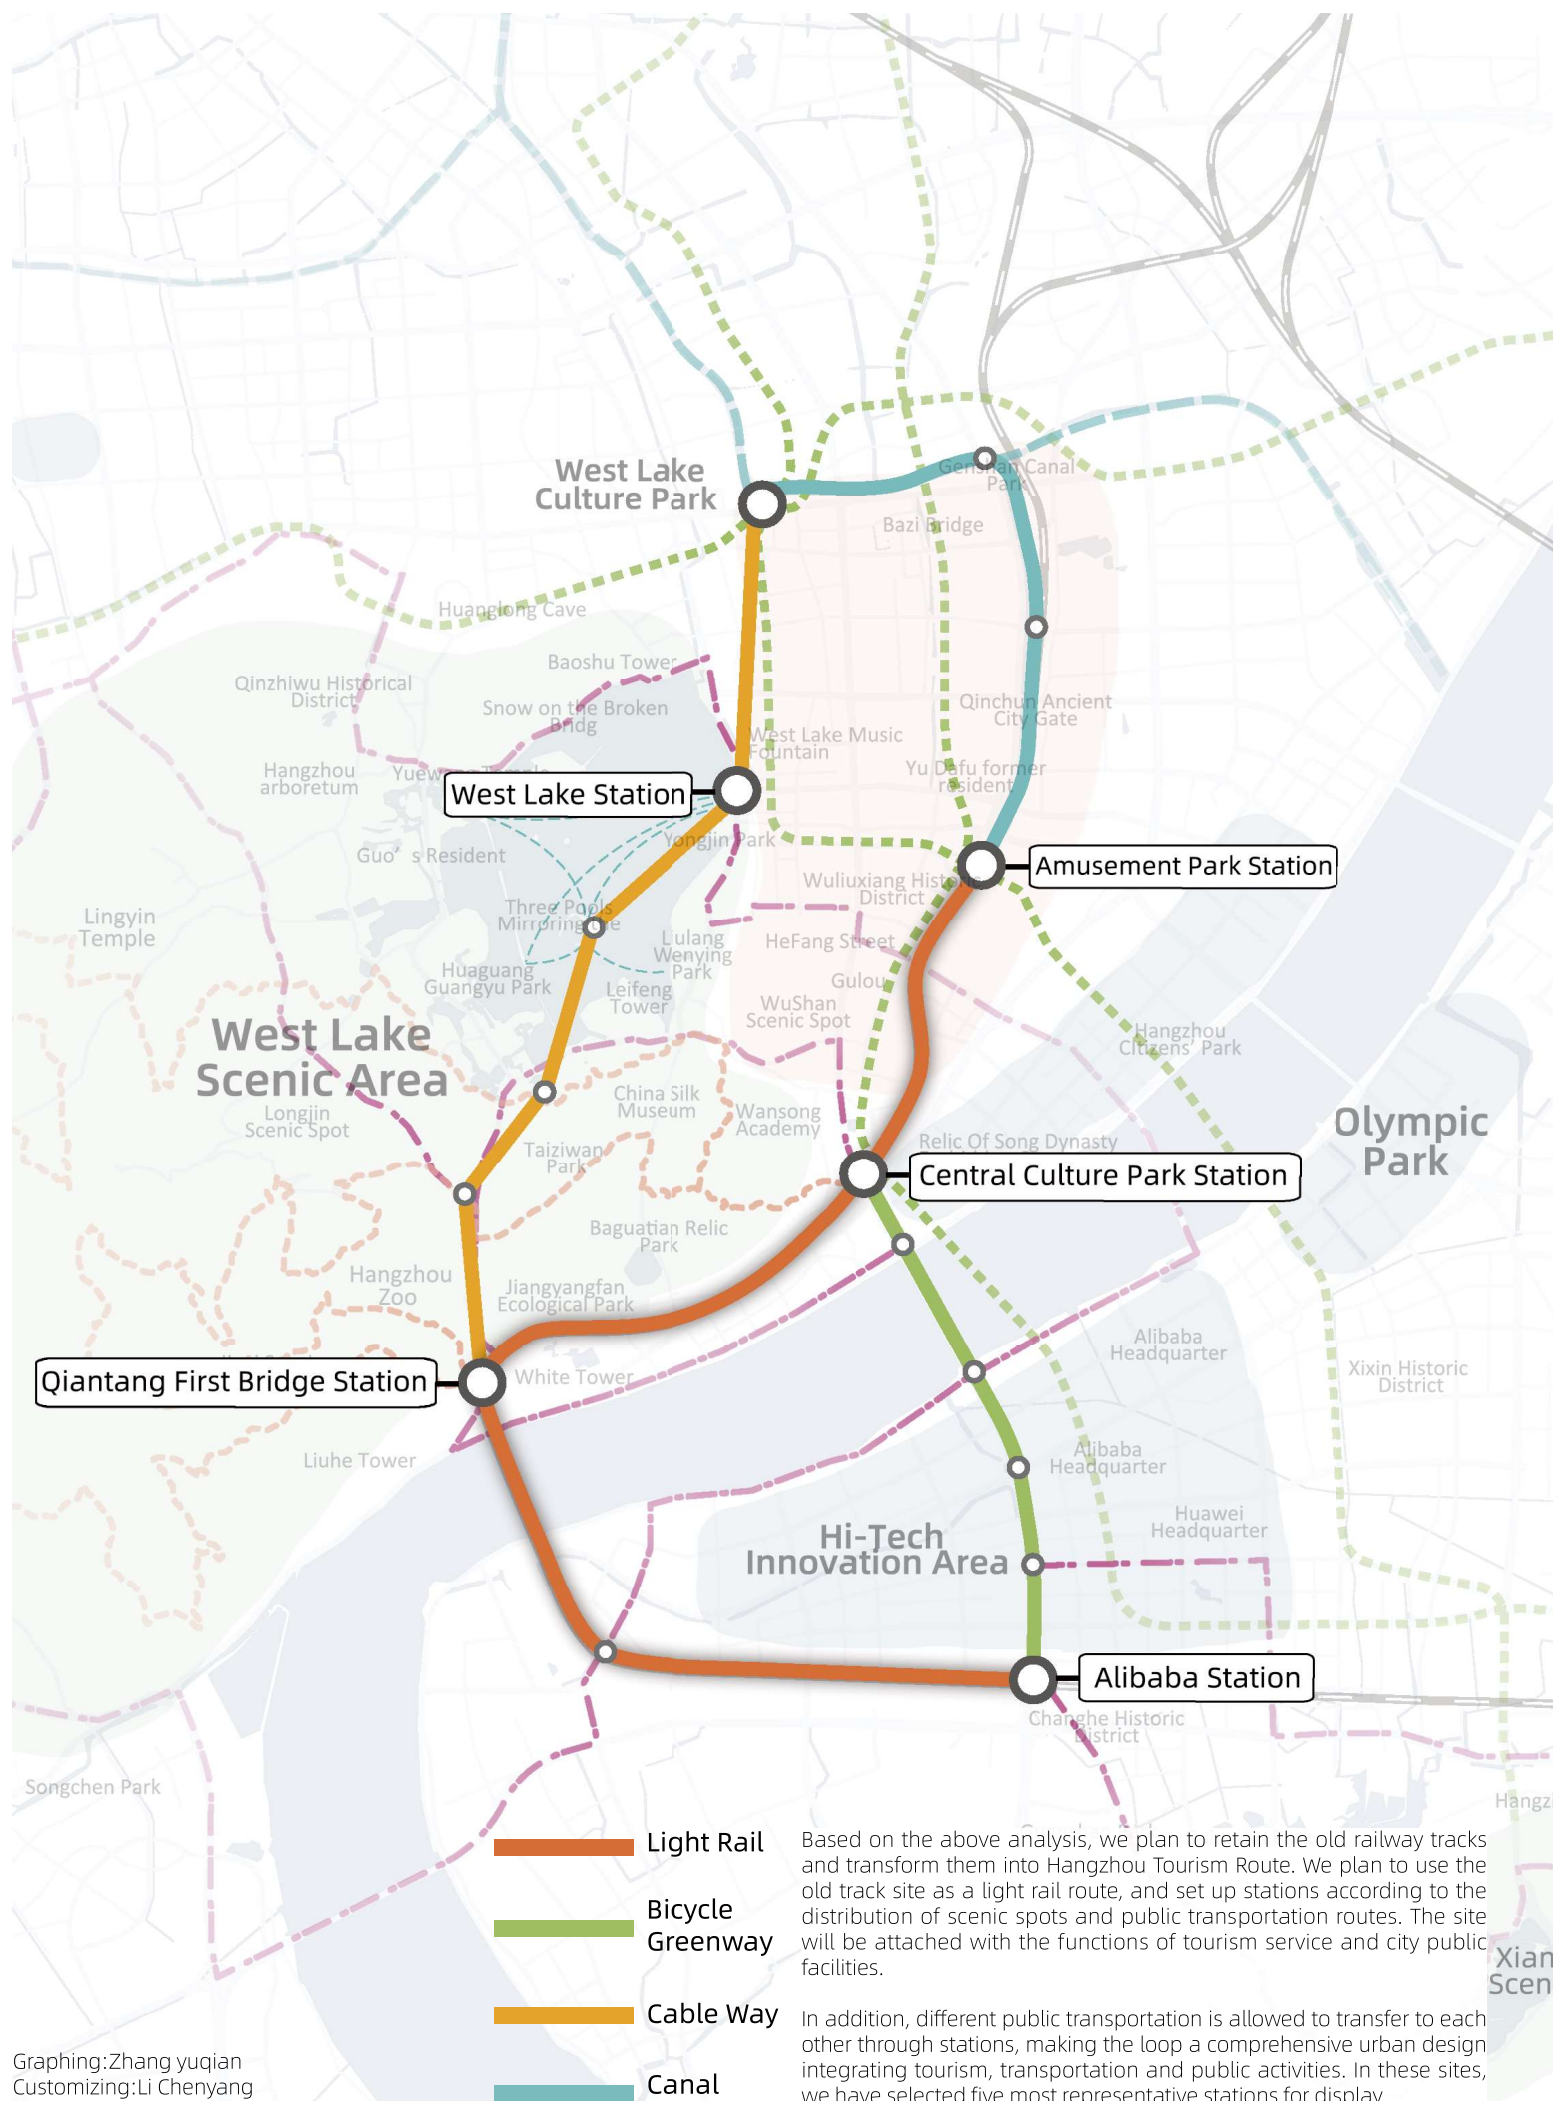 West Lake
Culture Park
Genshan Canal
Park
Bazi Bridge
Huanglong Cave
Baoshu Tower
Qinzhiwu Historical
District
Snow on the Broken
Bridg
Qinchun Ancient
City Gate
West Lake Music
Fountain
Hangzhou
arboretum
Yu Dafu former
resident
West Lake Station
Yongjin Park
Guo's Resident
Amusement Park Station
Wuliuxiang Historic
District
Three Pools
Mirroring the
Lingyin
Temple
HeFang Street
Lulang
Wenying
Park
Huaguang
Guangyu Park
Gulou
Leifeng
Tower
WuShan
Scenic Spot
West Lake
Scenic Area
Hangzhou
Citizens' Park
China Silk
Museum
Wansong
Academy
Longjin
Scenic Spot
Olympic
Park
Relic Of Song Dynasty
Taiziwan
Park
Central Culture Park Station
Baguatian Relic
Park
Hangzhou
Zoo
Jiangyangfan
Ecological Park
Alibaba
Headquarter
Qiantang First Bridge Station
White Tower
Xixin Historic
District
Liuhe Tower
Alibaba
Headquarter
Huawei
Headquarter
Hi-Tech
Innovation Area
Alibaba Station
Changhe Historic
District
Songchen Park
Hangz
Light Rail
Bicycle
Greenway
Cable Way
Canal
Based on the above analysis, we plan to retain the old railway tracks
and transform them into Hangzhou Tourism Route. We plan to use the
old track site as a light rail route, and set up stations according to the
distribution of scenic spots and public transportation routes. The site
will be attached with the functions of tourism service and city public
facilities.
In addition, different public transportation is allowed to transfer to each
other through stations, making the loop a comprehensive urban design
integrating tourism, transportation and public activities. In these sites,
we have selected five most representative stations for display.
Xian
Scen
Graphing:Zhang yuqian
Customizing:Li Chenyang